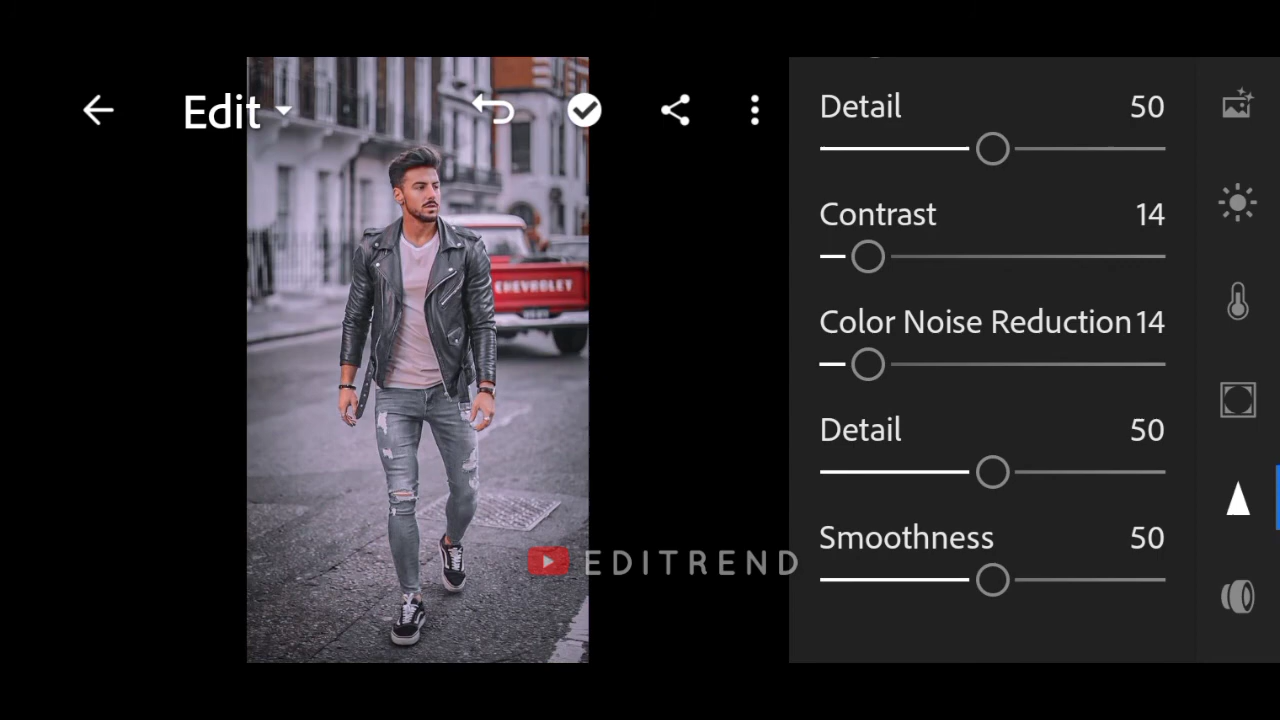 Edit
Detail 50
Contrast 14
Color Noise Reduction 14
Detail 50
Smoothness 50
CHEVROLET
EDITREND